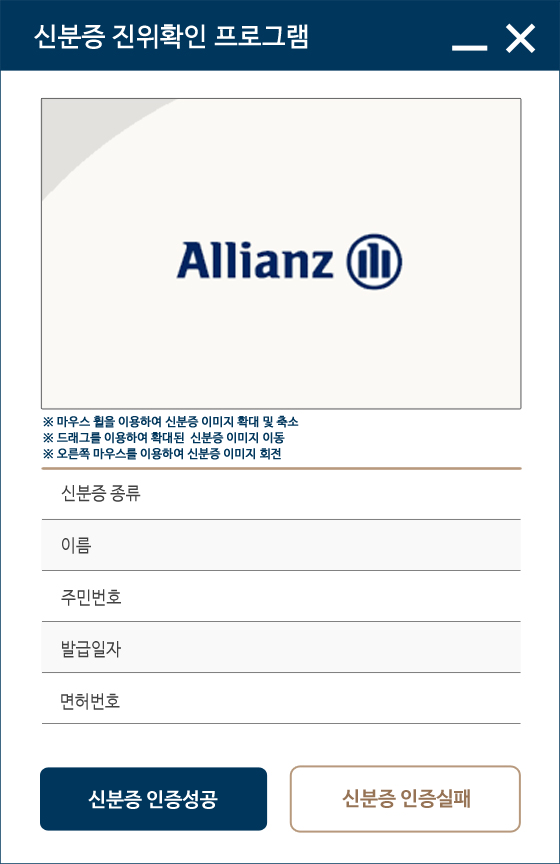 신분증 진위확인 프로그램
Allianz
※ 마우스 휠을 이용하여 신분증 이미지 확대 및 축소
※ 드래그를 이용하여 확대된 신분증 이미지 이동
※ 오른쪽 마우스를 이용하여 신분증 이미지 회전
신분증 종류
이름
주민번호
발급일자
면허번호
신분증 인증성공
신분증 인증실패